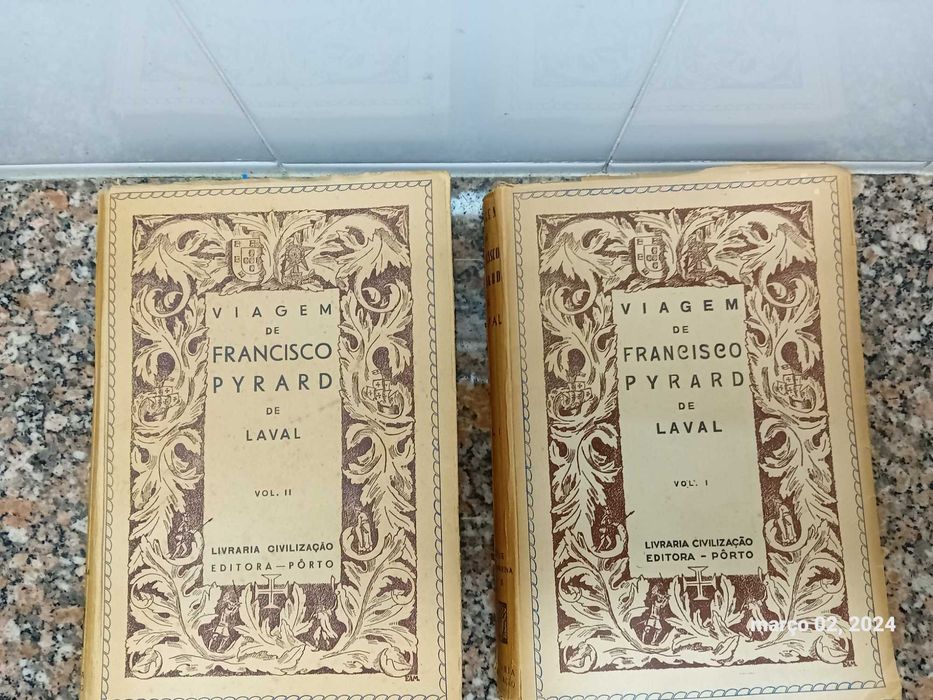 VIAGEM
DE
FRANCISCO
PYRARD
DE
LAVAL
VOL. II
LIVRARIA CIVILIZAÇÃO
EDITORA — PÔRTO
VIAGEM
DE
FRANCISCO
PYRARD
DE
LAVAL
VOL. I
LIVRARIA CIVILIZAÇÃO
EDITORA - PÔRTO
março 02, 2024